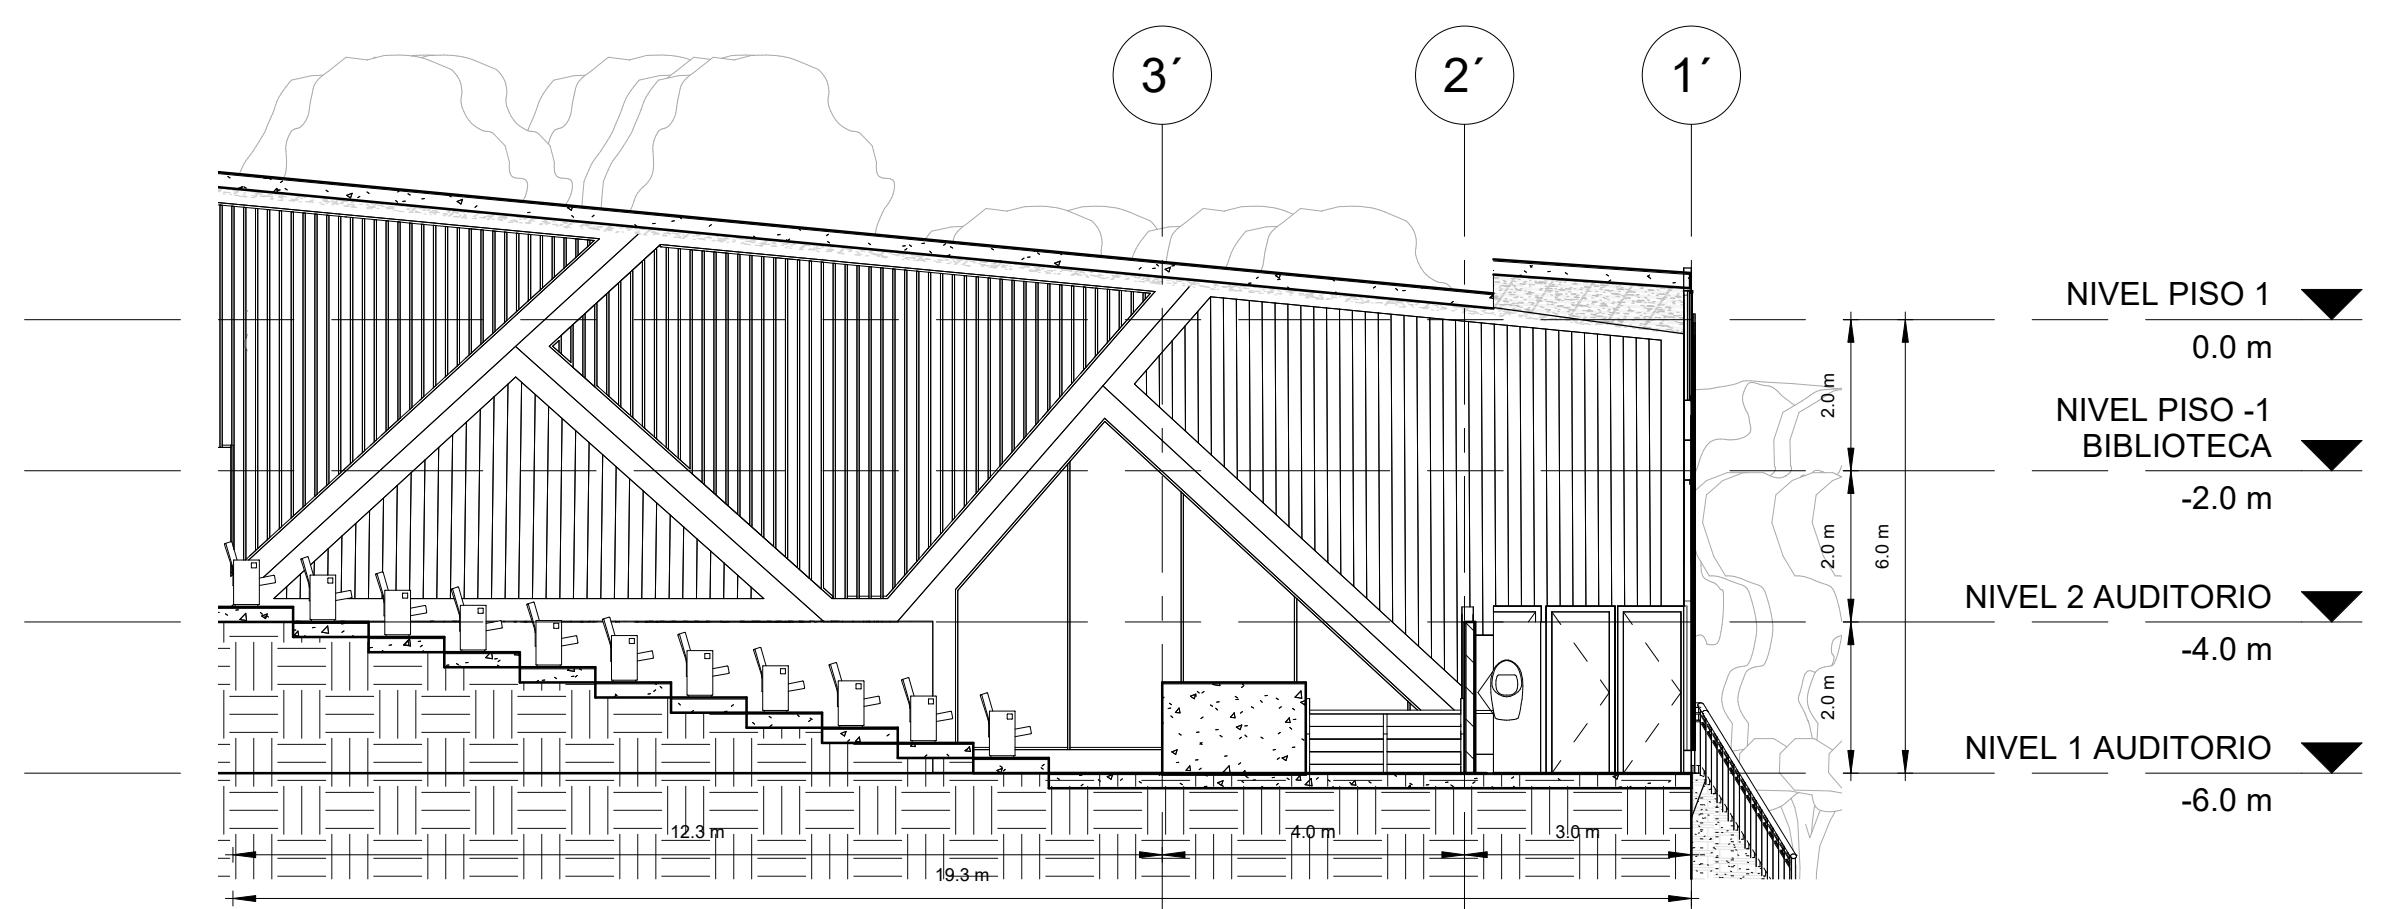 3´
2´
1´
NIVEL PISO 1
0.0 m
2.0 m
NIVEL PISO -1
BIBLIOTECA
-2.0 m
2.0 m
6.0 m
NIVEL 2 AUDITORIO
-4.0 m
2.0 m
NIVEL 1 AUDITORIO
-6.0 m
12.3 m
4.0 m
3.0 m
19.3 m